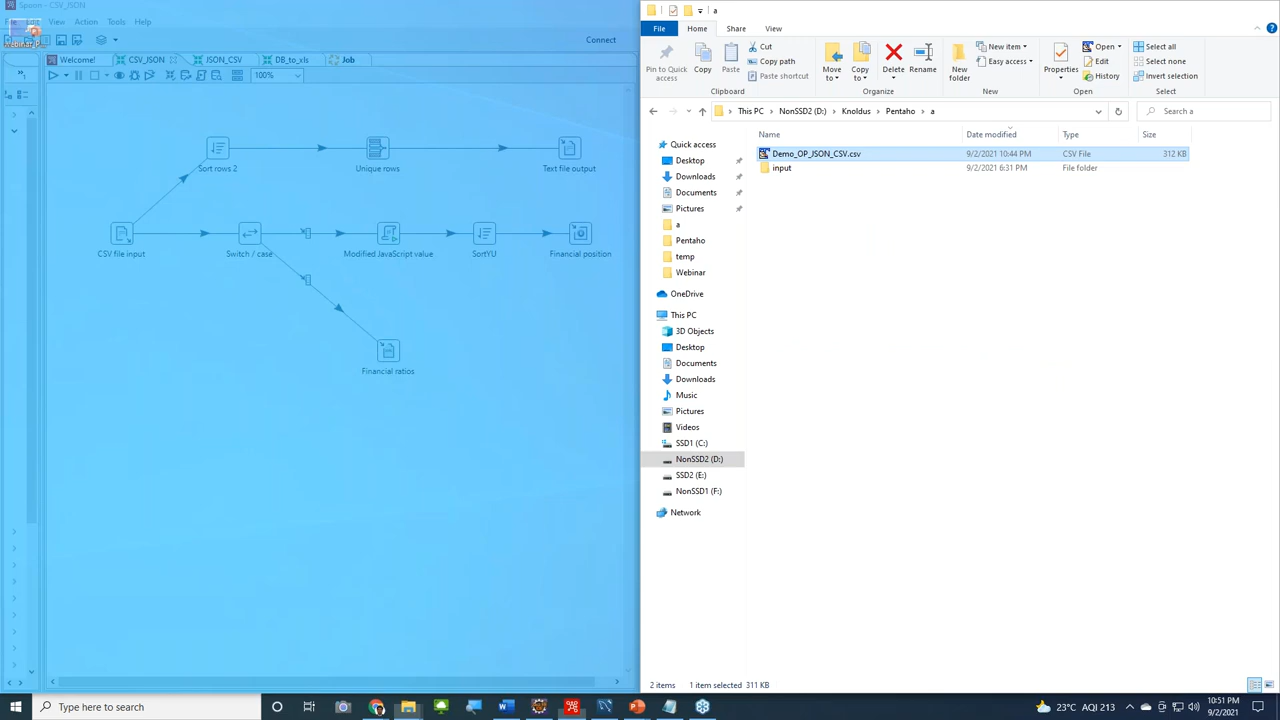 Spoon - CSV_JSON
Edit View Action Tools Help
Connect
Welcome! CSV_JSON JSON_CSV DB_to_xls Job
100%
Sort rows 2
Unique rows
Text file output
CSV file input
Switch / case
Modified JavaScript value
SortYU
Financial position
Financial ratios
a
File Home Share View
Pin to Quick access
Copy
Paste
Cut
Copy path
Paste shortcut
Clipboard
Move to
Copy to
Delete
Rename
Organize
New folder
New item
Easy access
New
Properties
Open
Edit
History
Open
Select all
Select none
Invert selection
Select
This PC > NonSSD2 (D:) > Knoldus > Pentaho > a
Search a
Name Date modified Type Size
Demo_OP_JSON_CSV.csv 9/2/2021 10:44 PM CSV File 312 KB
input 9/2/2021 6:31 PM File folder
Quick access
Desktop
Downloads
Documents
Pictures
a
Pentaho
temp
Webinar
OneDrive
This PC
3D Objects
Desktop
Documents
Downloads
Music
Pictures
Videos
SSD1 (C:)
NonSSD2 (D:)
SSD2 (E:)
NonSSD1 (F:)
Network
2 items 1 item selected 311 KB
Type here to search
23°C AQI 213
10:51 PM
9/2/2021